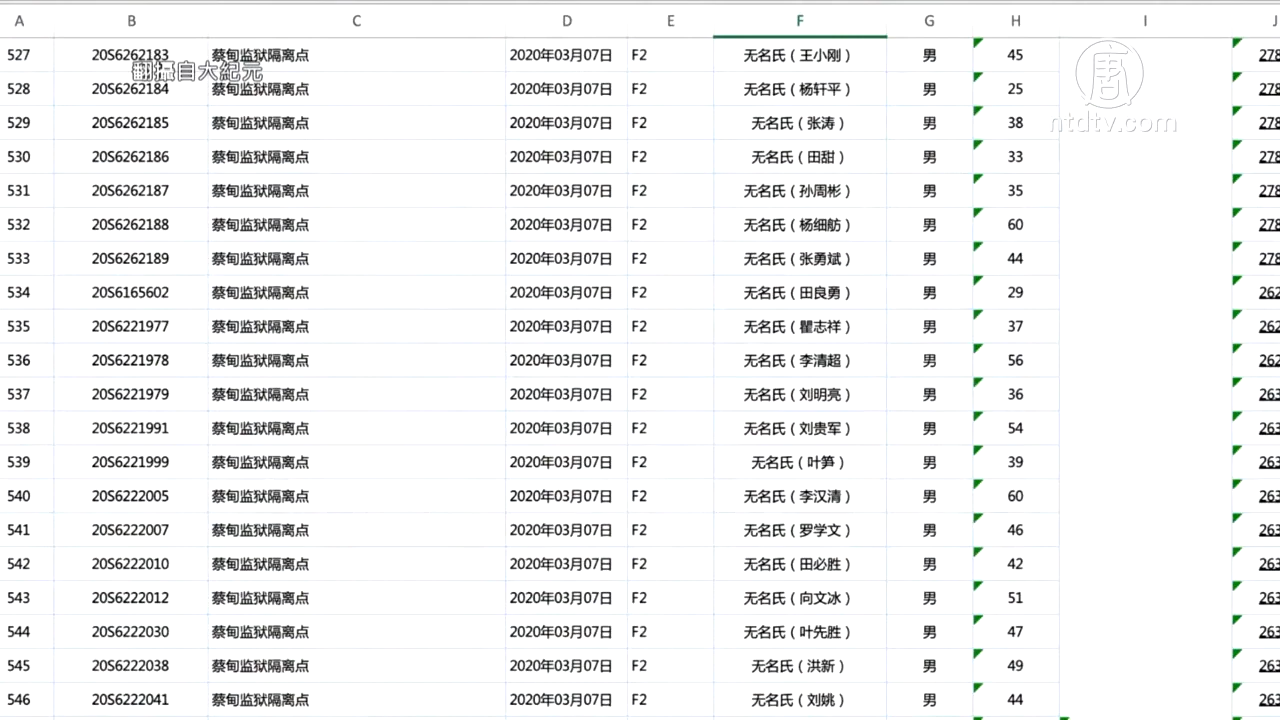 A B C D E F G H I J
527 20S6262183 蔡甸监狱隔离点 2020年03月07日 F2 无名氏（王小刚） 男 45 278
翻攝自大紀元
528 20S6262184 蔡甸监狱隔离点 2020年03月07日 F2 无名氏（杨轩平） 男 25 278
唐
ntdtv.com
529 20S6262185 蔡甸监狱隔离点 2020年03月07日 F2 无名氏（张涛） 男 38 278
530 20S6262186 蔡甸监狱隔离点 2020年03月07日 F2 无名氏（田甜） 男 33 278
531 20S6262187 蔡甸监狱隔离点 2020年03月07日 F2 无名氏（孙周彬） 男 35 278
532 20S6262188 蔡甸监狱隔离点 2020年03月07日 F2 无名氏（杨细舫） 男 60 278
533 20S6262189 蔡甸监狱隔离点 2020年03月07日 F2 无名氏（张勇斌） 男 44 278
534 20S6165602 蔡甸监狱隔离点 2020年03月07日 F2 无名氏（田良勇） 男 29 262
535 20S6221977 蔡甸监狱隔离点 2020年03月07日 F2 无名氏（瞿志祥） 男 37 262
536 20S6221978 蔡甸监狱隔离点 2020年03月07日 F2 无名氏（李清超） 男 56 262
537 20S6221979 蔡甸监狱隔离点 2020年03月07日 F2 无名氏（刘明亮） 男 36 263
538 20S6221991 蔡甸监狱隔离点 2020年03月07日 F2 无名氏（刘贵军） 男 54 263
539 20S6221999 蔡甸监狱隔离点 2020年03月07日 F2 无名氏（叶笋） 男 39 263
540 20S6222005 蔡甸监狱隔离点 2020年03月07日 F2 无名氏（李汉清） 男 60 263
541 20S6222007 蔡甸监狱隔离点 2020年03月07日 F2 无名氏（罗学文） 男 46 263
542 20S6222010 蔡甸监狱隔离点 2020年03月07日 F2 无名氏（田必胜） 男 42 263
543 20S6222012 蔡甸监狱隔离点 2020年03月07日 F2 无名氏（向文冰） 男 51 263
544 20S6222030 蔡甸监狱隔离点 2020年03月07日 F2 无名氏（叶先胜） 男 47 263
545 20S6222038 蔡甸监狱隔离点 2020年03月07日 F2 无名氏（洪新） 男 49 263
546 20S6222041 蔡甸监狱隔离点 2020年03月07日 F2 无名氏（刘姚） 男 44 263